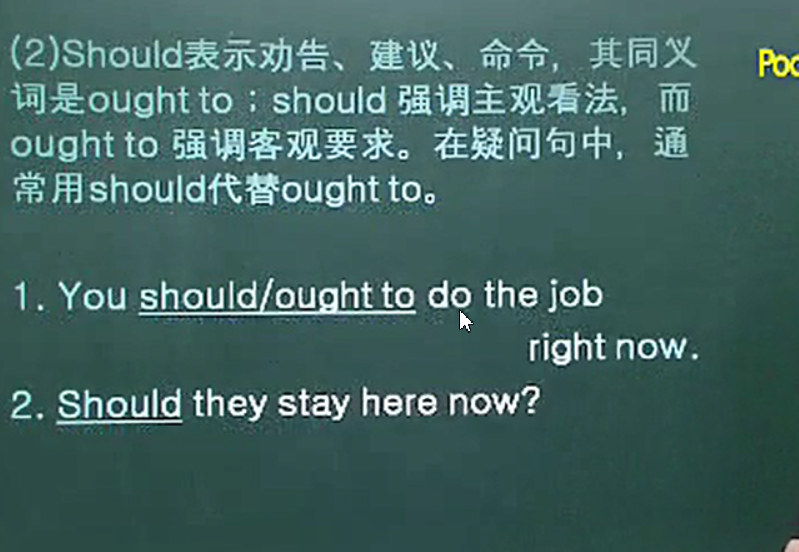 (2)Should表示劝告、建议、命令，其同义
词是ought to；should 强调主观看法，而
ought to 强调客观要求。在疑问句中，通
常用should代替ought to。
1. You should/ought to do the job
right now.
2. Should they stay here now?